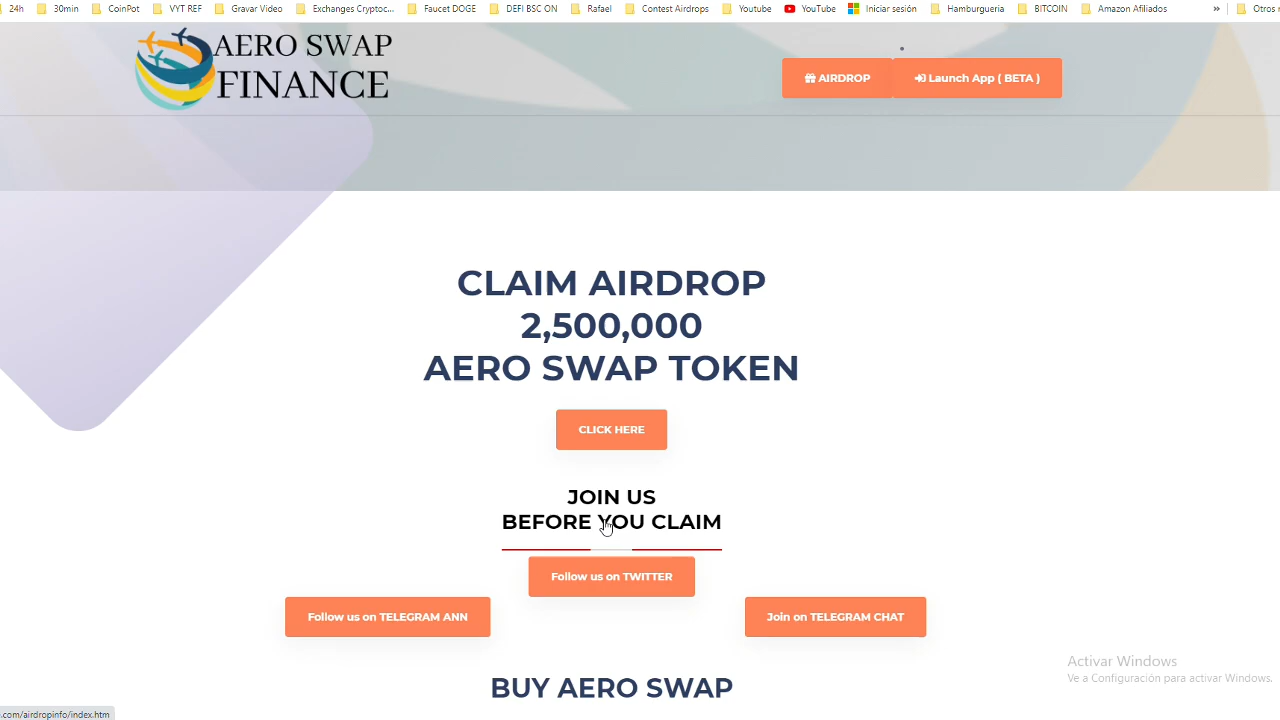 24h 30min CoinPot VYT REF Gravar Video Exchanges Cryptoc... Faucet DOGE DEFI BSC ON Rafael Contest Airdrops Youtube YouTube Iniciar sesión Hamburgueria BITCOIN Amazon Afiliados » Otros
AERO SWAP
FINANCE
AIRDROP
Launch App ( BETA )
CLAIM AIRDROP
2,500,000
AERO SWAP TOKEN
CLICK HERE
JOIN US
BEFORE YOU CLAIM
Follow us on TWITTER
Follow us on TELEGRAM ANN
Join on TELEGRAM CHAT
BUY AERO SWAP
Activar Windows
Ve a Configuración para activar Windows.
.com/airdropinfo/index.htm